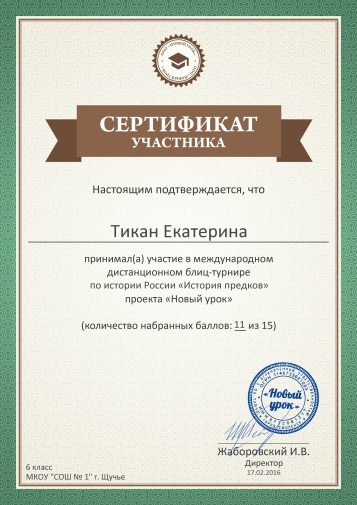 СЕРТИФИКАТ
УЧАСТНИКА
Настоящим подтверждается, что
Тикан Екатерина
принимал(а) участие в международном
дистанционном блиц-турнире
по истории России «История предков»
проекта «Новый урок»
(количество набранных баллов: 11 из 15)
«Новый
урок»
Жаборовский И.В.
Директор
17.02.2016
6 класс
МКОУ "СОШ № 1" г. Щучье